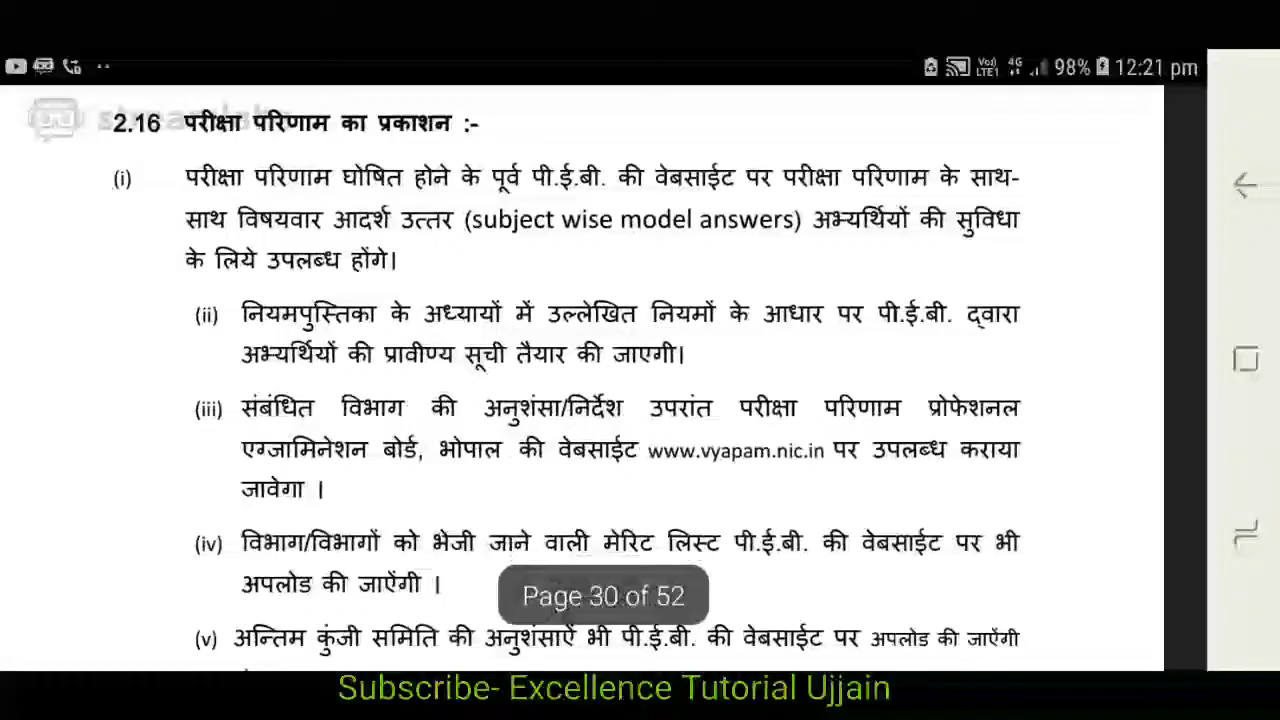 98% 12:21 pm
2.16 परीक्षा परिणाम का प्रकाशन :-
(i) परीक्षा परिणाम घोषित होने के पूर्व पी.ई.बी. की वेबसाईट पर परीक्षा परिणाम के साथ-
साथ विषयवार आदर्श उत्तर (subject wise model answers) अभ्यर्थियों की सुविधा
के लिये उपलब्ध होंगे।
(ii) नियमपुस्तिका के अध्यायों में उल्लेखित नियमों के आधार पर पी.ई.बी. द्वारा
अभ्यर्थियों की प्रावीण्य सूची तैयार की जाएगी।
(iii) संबंधित विभाग की अनुशंसा/निर्देश उपरांत परीक्षा परिणाम प्रोफेशनल
एग्जामिनेशन बोर्ड, भोपाल की वेबसाईट www.vyapam.nic.in पर उपलब्ध कराया
जावेगा ।
(iv) विभाग/विभागों को भेजी जाने वाली मेरिट लिस्ट पी.ई.बी. की वेबसाईट पर भी
अपलोड की जाऐंगी ।
Page 30 of 52
(v) अन्तिम कुंजी समिति की अनुशंसाऐं भी पी.ई.बी. की वेबसाईट पर अपलोड की जाऐंगी
Subscribe- Excellence Tutorial Ujjain